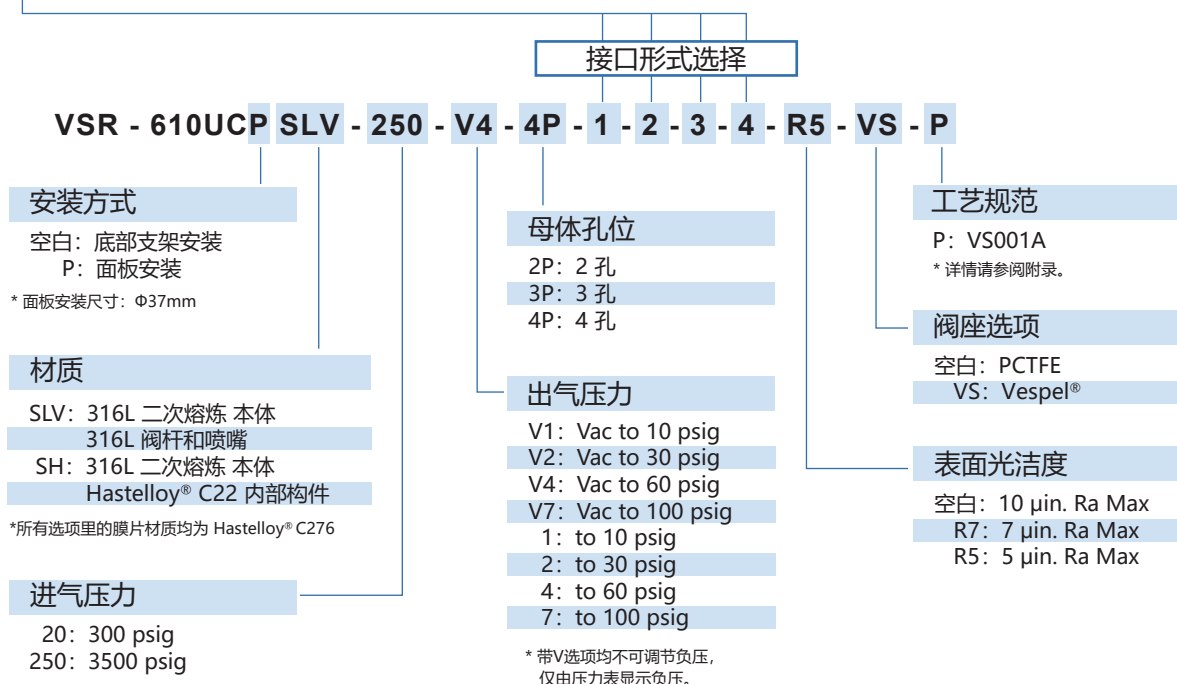 接口形式选择
VSR - 610UCP SLV - 250 - V4 - 4P - 1 - 2 - 3 - 4 - R5 - VS - P
安装方式
空白：底部支架安装
P：面板安装
* 面板安装尺寸：Φ37mm
材质
SLV：316L 二次熔炼 本体
316L 阀杆和喷嘴
SH：316L 二次熔炼 本体
Hastelloy® C22 内部构件
*所有选项里的膜片材质均为 Hastelloy® C276
进气压力
20：300 psig
250：3500 psig
母体孔位
2P：2 孔
3P：3 孔
4P：4 孔
出气压力
V1：Vac to 10 psig
V2：Vac to 30 psig
V4：Vac to 60 psig
V7：Vac to 100 psig
1：to 10 psig
2：to 30 psig
4：to 60 psig
7：to 100 psig
* 带V选项均不可调节负压，
仅由压力表显示负压。
工艺规范
P：VS001A
* 详情请参阅附录。
阀座选项
空白：PCTFE
VS：Vespel®
表面光洁度
空白：10 µin. Ra Max
R7：7 µin. Ra Max
R5：5 µin. Ra Max